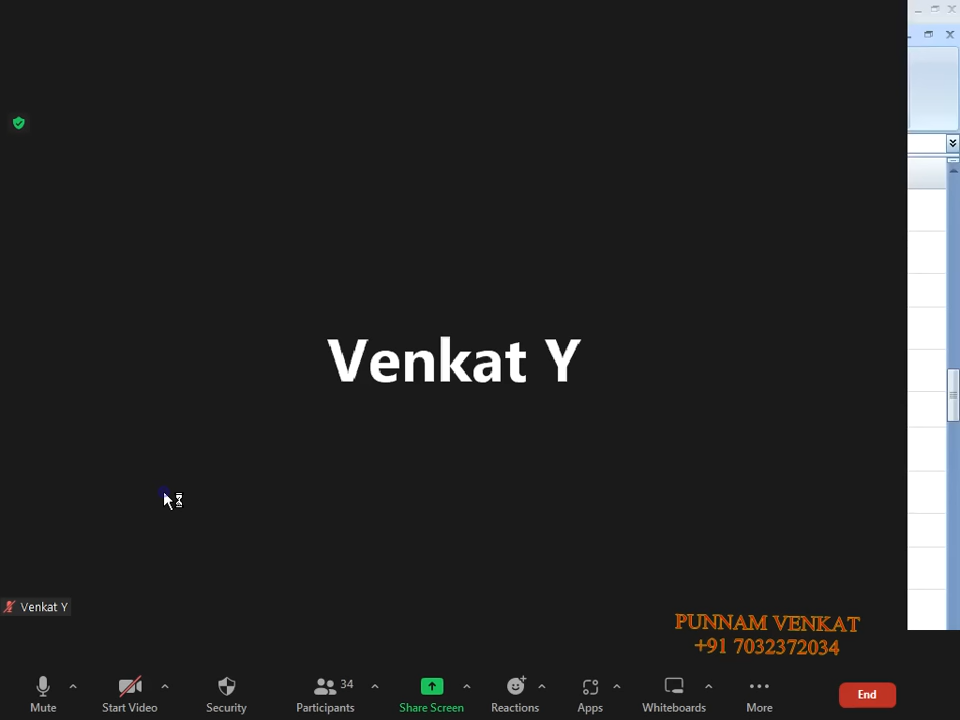 Venkat Y
Venkat Y
PUNNAM VENKAT
+91 7032372034
34
Mute
Start Video
Security
Participants
Share Screen
Reactions
Apps
Whiteboards
More
End